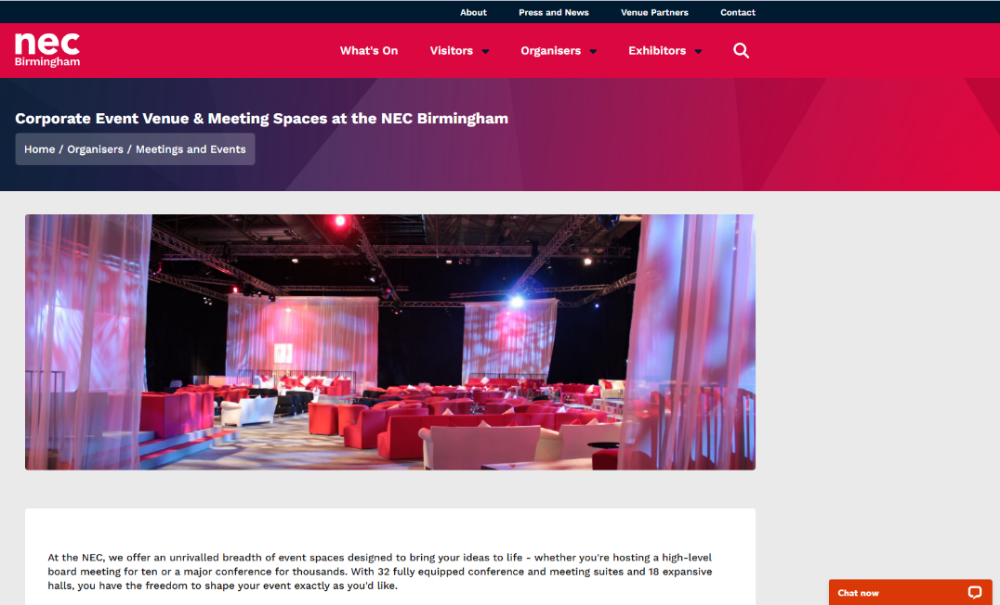 About Press and News Venue Partners Contact
nec
Birmingham
What's On Visitors Organisers Exhibitors
Corporate Event Venue & Meeting Spaces at the NEC Birmingham
Home / Organisers / Meetings and Events
At the NEC, we offer an unrivalled breadth of event spaces designed to bring your ideas to life - whether you're hosting a high-level
board meeting for ten or a major conference for thousands. With 32 fully equipped conference and meeting suites and 18 expansive
halls, you have the freedom to shape your event exactly as you'd like.
Chat now